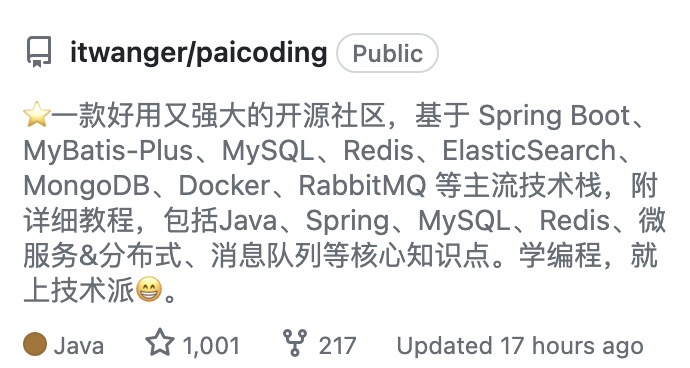 itwanger/paicoding Public
⭐一款好用又强大的开源社区，基于 Spring Boot、
MyBatis-Plus、MySQL、Redis、ElasticSearch、
MongoDB、Docker、RabbitMQ 等主流技术栈，附
详细教程，包括Java、Spring、MySQL、Redis、微
服务&分布式、消息队列等核心知识点。学编程，就
上技术派😁。
Java 1,001 217 Updated 17 hours ago